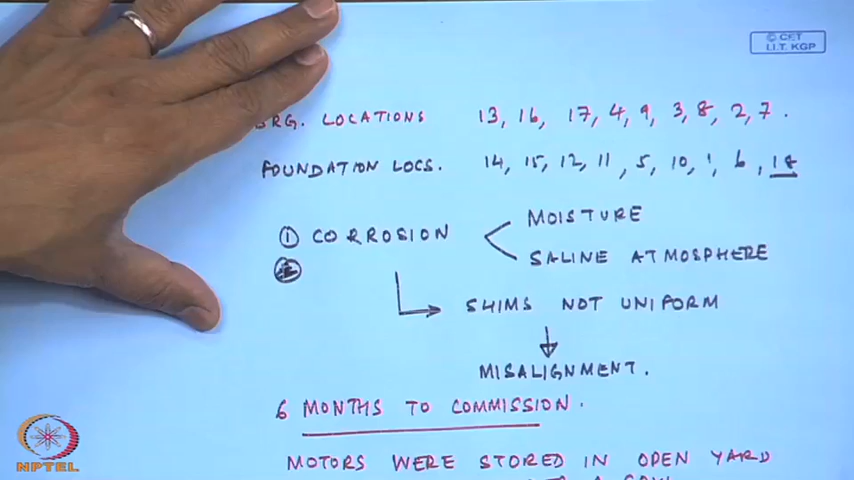 © CET
I.I.T. KGP
BRG. LOCATIONS 13, 16, 17, 4, 9, 3, 8, 2, 7.
FOUNDATION LOCS. 14, 15, 12, 11, 5, 10, 1, 6, 18
① CORROSION
MOISTURE
SALINE ATMOSPHERE
SHIMS NOT UNIFORM
MISALIGNMENT.
6 MONTHS TO COMMISSION.
MOTORS WERE STORED IN OPEN YARD
NPTEL